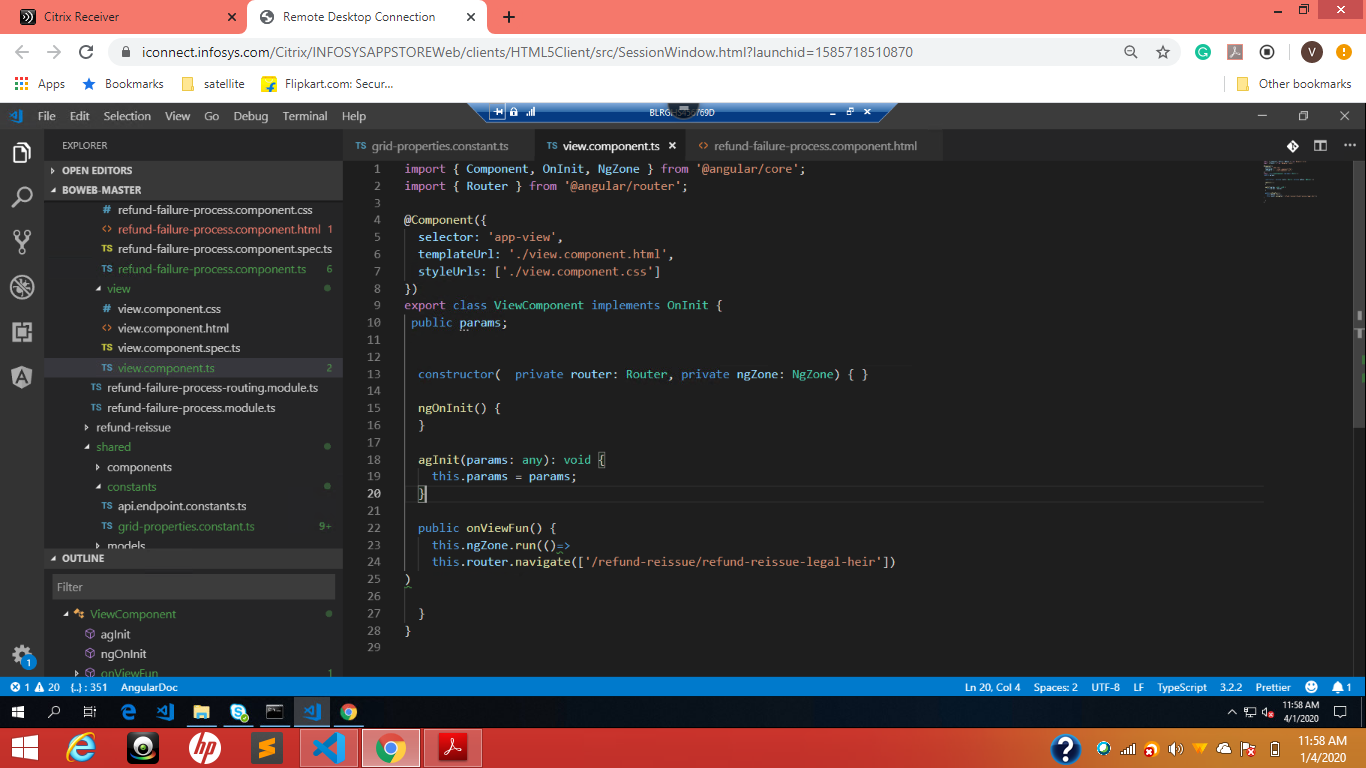 Citrix Receiver
Remote Desktop Connection
iconnect.infosys.com/Citrix/INFOSYSAPPSTOREWeb/clients/HTML5Client/src/SessionWindow.html?launchid=1585718510870
V
Apps Bookmarks satellite Flipkart.com: Secur... Other bookmarks
File Edit Selection View Go Debug Terminal Help
EXPLORER
TS grid-properties.constant.ts TS view.component.ts <> refund-failure-process.component.html
OPEN EDITORS
BOWEB-MASTER
# refund-failure-process.component.css
<> refund-failure-process.component.html 1
TS refund-failure-process.component.spec.ts
TS refund-failure-process.component.ts 6
view
# view.component.css
<> view.component.html
TS view.component.spec.ts
TS view.component.ts 2
TS refund-failure-process-routing.module.ts
TS refund-failure-process.module.ts
refund-reissue
shared
components
constants
TS api.endpoint.constants.ts
TS grid-properties.constant.ts 9+
models
OUTLINE
Filter
ViewComponent
agInit
ngOnInit
onViewFun 1
1 import { Component, OnInit, NgZone } from '@angular/core';
2 import { Router } from '@angular/router';
3
4 @Component({
5 selector: 'app-view',
6 templateUrl: './view.component.html',
7 styleUrls: ['./view.component.css']
8 })
9 export class ViewComponent implements OnInit {
10 public params;
11
12
13 constructor( private router: Router, private ngZone: NgZone) { }
14
15 ngOnInit() {
16 }
17
18 agInit(params: any): void {
19 this.params = params;
20 }
21
22 public onViewFun() {
23 this.ngZone.run(()=>
24 this.router.navigate(['/refund-reissue/refund-reissue-legal-heir'])
25 )
26
27 }
28 }
29
1
1 20 {..} : 351 AngularDoc Ln 20, Col 4 Spaces: 2 UTF-8 LF TypeScript 3.2.2 Prettier 1
11:58 AM
4/1/2020
11:58 AM
1/4/2020